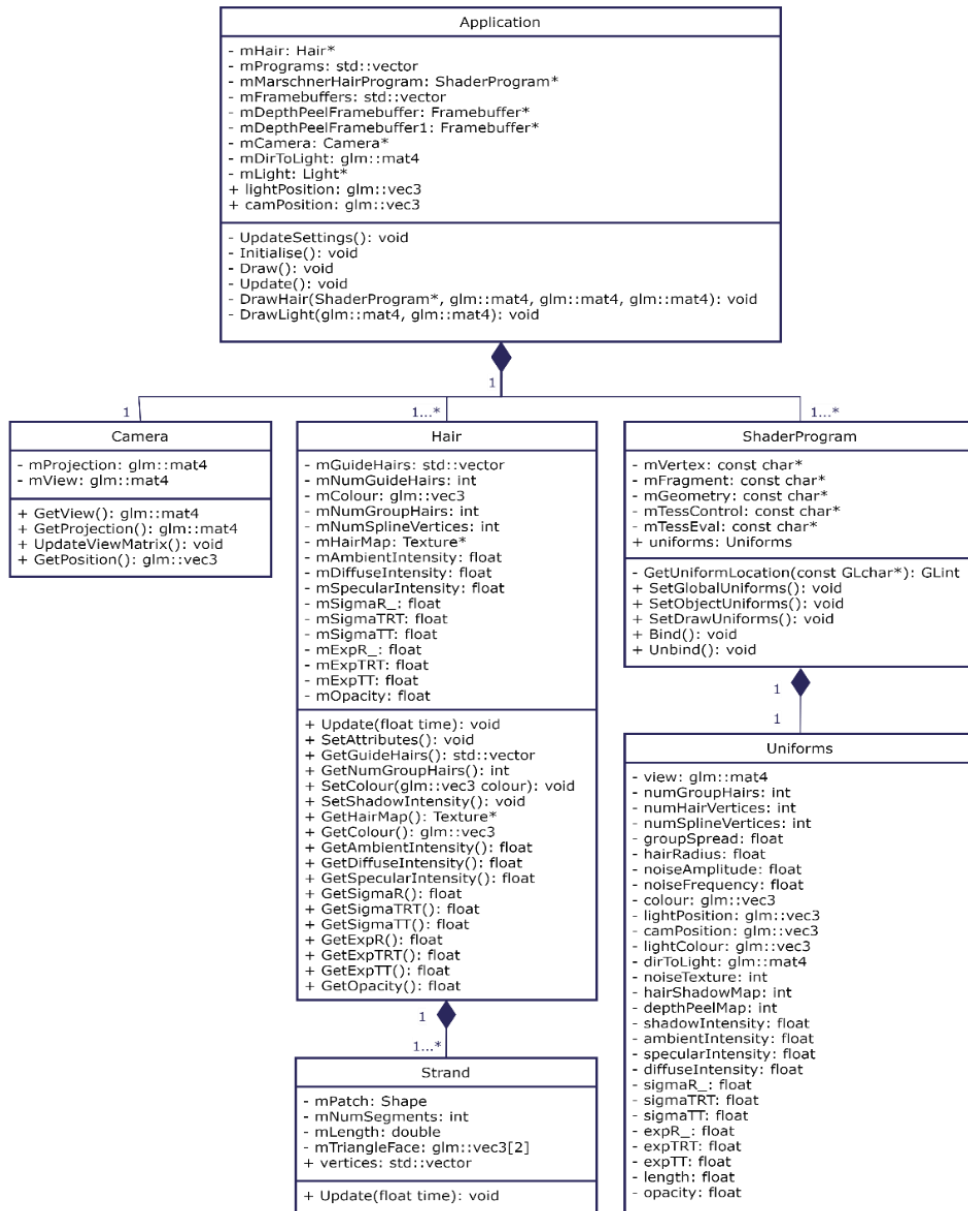 Application
- mHair: Hair*
- mPrograms: std::vector
- mMarschnerHairProgram: ShaderProgram*
- mFramebuffers: std::vector
- mDepthPeelFramebuffer: Framebuffer*
- mDepthPeelFramebuffer1: Framebuffer*
- mCamera: Camera*
- mDirToLight: glm::mat4
- mLight: Light*
+ lightPosition: glm::vec3
+ camPosition: glm::vec3
- UpdateSettings(): void
- Initialise(): void
- Draw(): void
- Update(): void
- DrawHair(ShaderProgram*, glm::mat4, glm::mat4, glm::mat4): void
- DrawLight(glm::mat4, glm::mat4): void
1
1
1...*
1...*
Camera
- mProjection: glm::mat4
- mView: glm::mat4
+ GetView(): glm::mat4
+ GetProjection(): glm::mat4
+ UpdateViewMatrix(): void
+ GetPosition(): glm::vec3
Hair
- mGuideHairs: std::vector
- mNumGuideHairs: int
- mColour: glm::vec3
- mNumGroupHairs: int
- mNumSplineVertices: int
- mHairMap: Texture*
- mAmbientIntensity: float
- mDiffuseIntensity: float
- mSpecularIntensity: float
- mSigmaR_: float
- mSigmaTRT: float
- mSigmaTT: float
- mExpR_: float
- mExpTRT: float
- mExpTT: float
- mOpacity: float
+ Update(float time): void
+ SetAttributes(): void
+ GetGuideHairs(): std::vector
+ GetNumGroupHairs(): int
+ SetColour(glm::vec3 colour): void
+ SetShadowIntensity(): void
+ GetHairMap(): Texture*
+ GetColour(): glm::vec3
+ GetAmbientIntensity(): float
+ GetDiffuseIntensity(): float
+ GetSpecularIntensity(): float
+ GetSigmaR(): float
+ GetSigmaTRT(): float
+ GetSigmaTT(): float
+ GetExpR(): float
+ GetExpTRT(): float
+ GetExpTT(): float
+ GetOpacity(): float
1
1...*
Strand
- mPatch: Shape
- mNumSegments: int
- mLength: double
- mTriangleFace: glm::vec3[2]
+ vertices: std::vector
+ Update(float time): void
ShaderProgram
- mVertex: const char*
- mFragment: const char*
- mGeometry: const char*
- mTessControl: const char*
- mTessEval: const char*
+ uniforms: Uniforms
- GetUniformLocation(const GLchar*): GLint
+ SetGlobalUniforms(): void
+ SetObjectUniforms(): void
+ SetDrawUniforms(): void
+ Bind(): void
+ Unbind(): void
1
1
Uniforms
- view: glm::mat4
- numGroupHairs: int
- numHairVertices: int
- numSplineVertices: int
- groupSpread: float
- hairRadius: float
- noiseAmplitude: float
- noiseFrequency: float
- colour: glm::vec3
- lightPosition: glm::vec3
- camPosition: glm::vec3
- lightColour: glm::vec3
- dirToLight: glm::mat4
- noiseTexture: int
- hairShadowMap: int
- depthPeelMap: int
- shadowIntensity: float
- ambientIntensity: float
- specularIntensity: float
- diffuseIntensity: float
- sigmaR_: float
- sigmaTRT: float
- sigmaTT: float
- expR_: float
- expTRT: float
- expTT: float
- length: float
- opacity: float